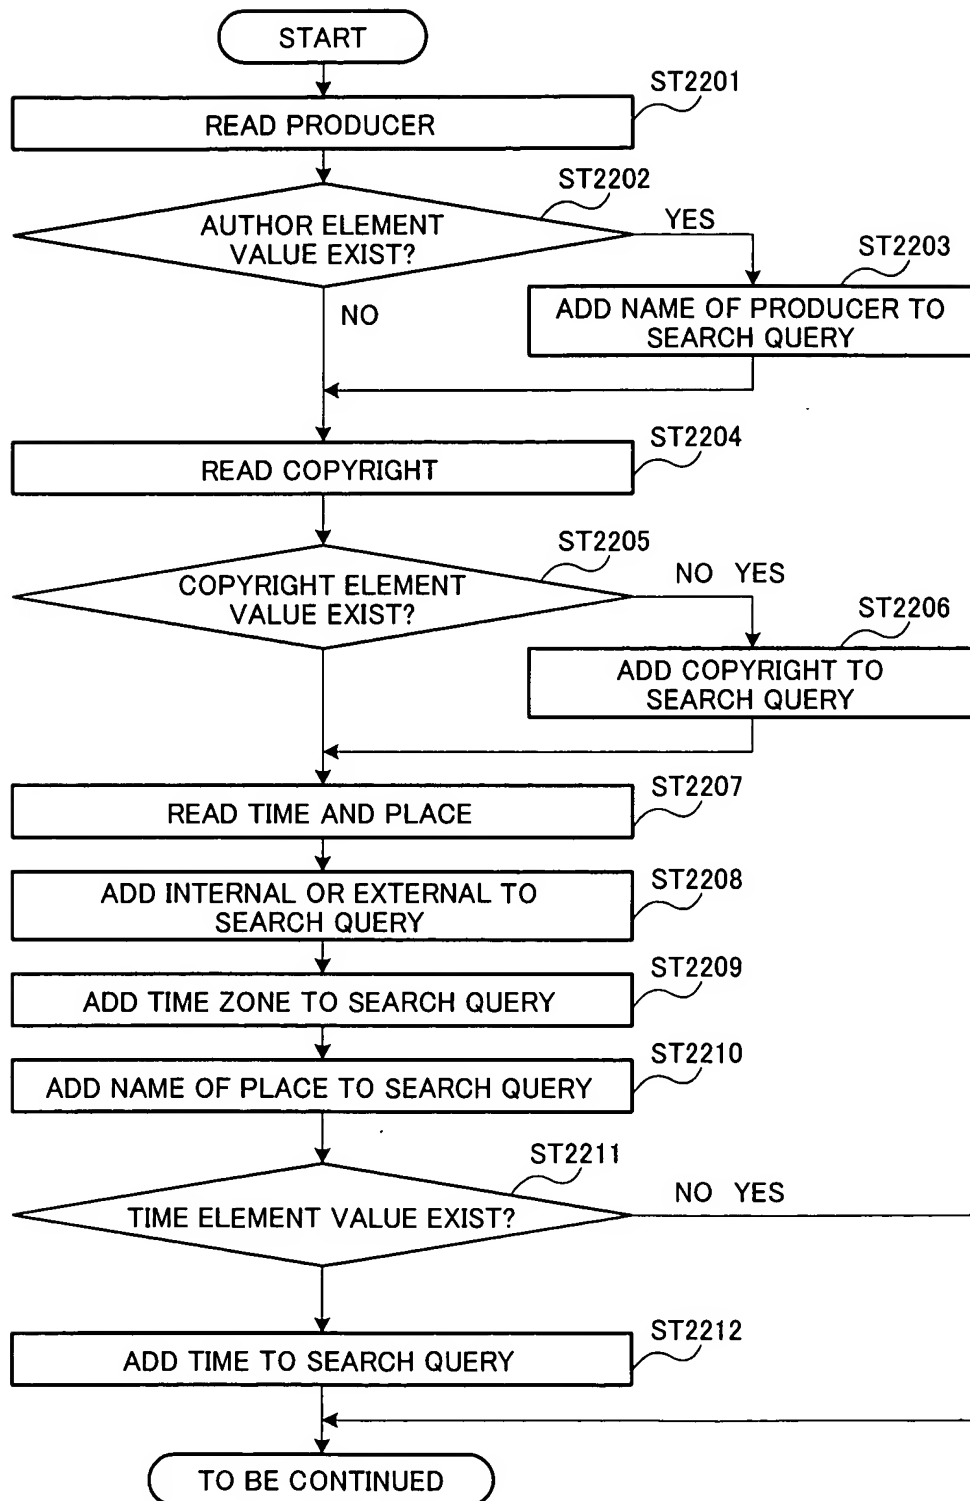 START
ST2201
READ PRODUCER
ST2202
AUTHOR ELEMENT
VALUE EXIST?
YES
ST2203
ADD NAME OF PRODUCER TO
SEARCH QUERY
NO
ST2204
READ COPYRIGHT
ST2205
COPYRIGHT ELEMENT
VALUE EXIST?
NO YES
ST2206
ADD COPYRIGHT TO
SEARCH QUERY
ST2207
READ TIME AND PLACE
ST2208
ADD INTERNAL OR EXTERNAL TO
SEARCH QUERY
ST2209
ADD TIME ZONE TO SEARCH QUERY
ST2210
ADD NAME OF PLACE TO SEARCH QUERY
ST2211
TIME ELEMENT VALUE EXIST?
NO YES
ST2212
ADD TIME TO SEARCH QUERY
TO BE CONTINUED